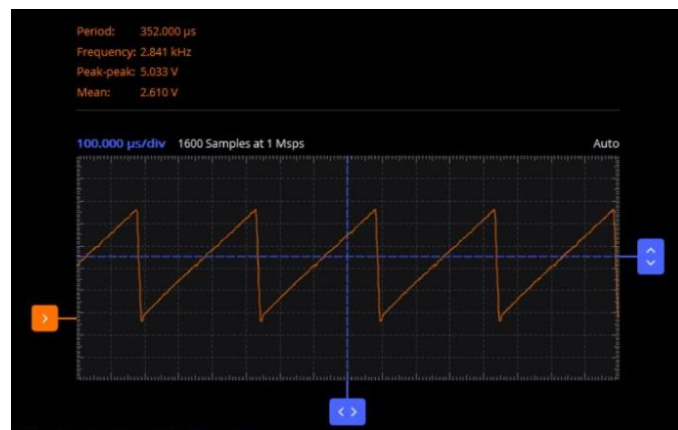 Period: 352.000 µs
Frequency: 2.841 kHz
Peak-peak: 5.033 V
Mean: 2.610 V
100.000 µs/div 1600 Samples at 1 Msps Auto